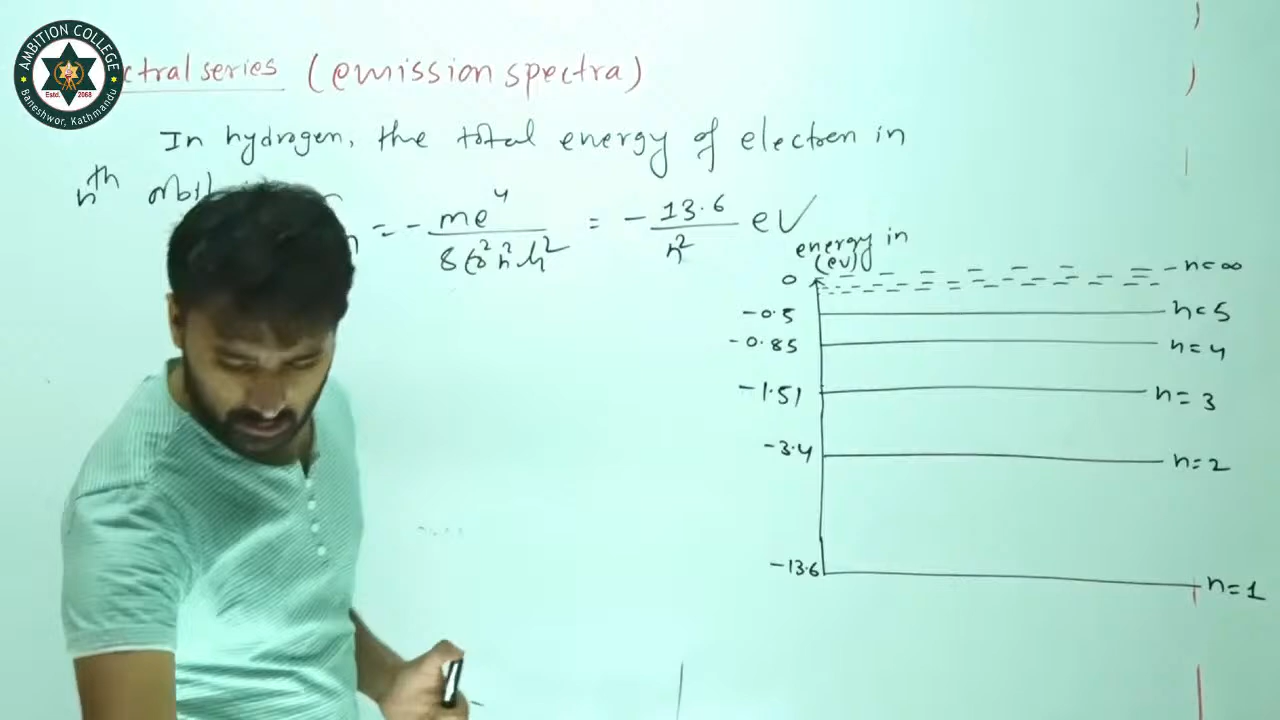 AMBITION COLLEGE
Estd. 2068
Baneshwor, Kathmandu
ctral series (emission spectra)
In hydrogen, the total energy of electron in
nth
= - me⁴ / 8ε₀²n²h² = - 13.6 / n² eV
energy in
(ev)
0 n=∞
-0.5 n=5
-0.85 n=4
-1.51 n=3
-3.4 n=2
-13.6 n=1